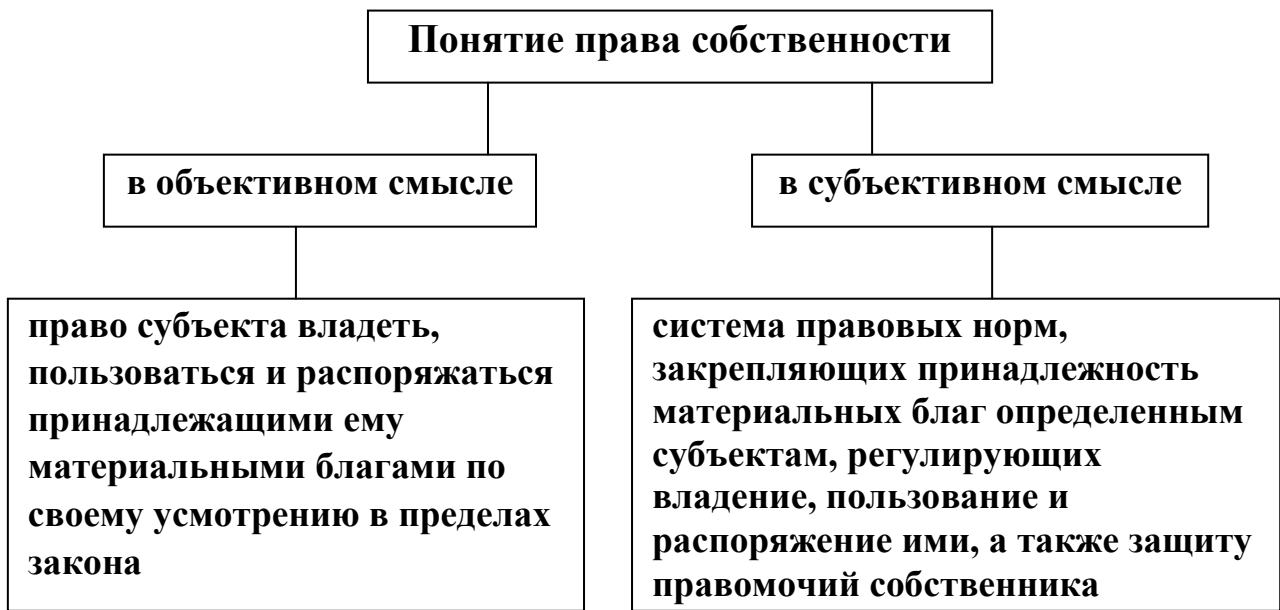 Понятие права собственности
в объективном смысле
в субъективном смысле
право субъекта владеть,
пользоваться и распоряжаться
принадлежащими ему
материальными благами по
своему усмотрению в пределах
закона
система правовых норм,
закрепляющих принадлежность
материальных благ определенным
субъектам, регулирующих
владение, пользование и
распоряжение ими, а также защиту
правомочий собственника